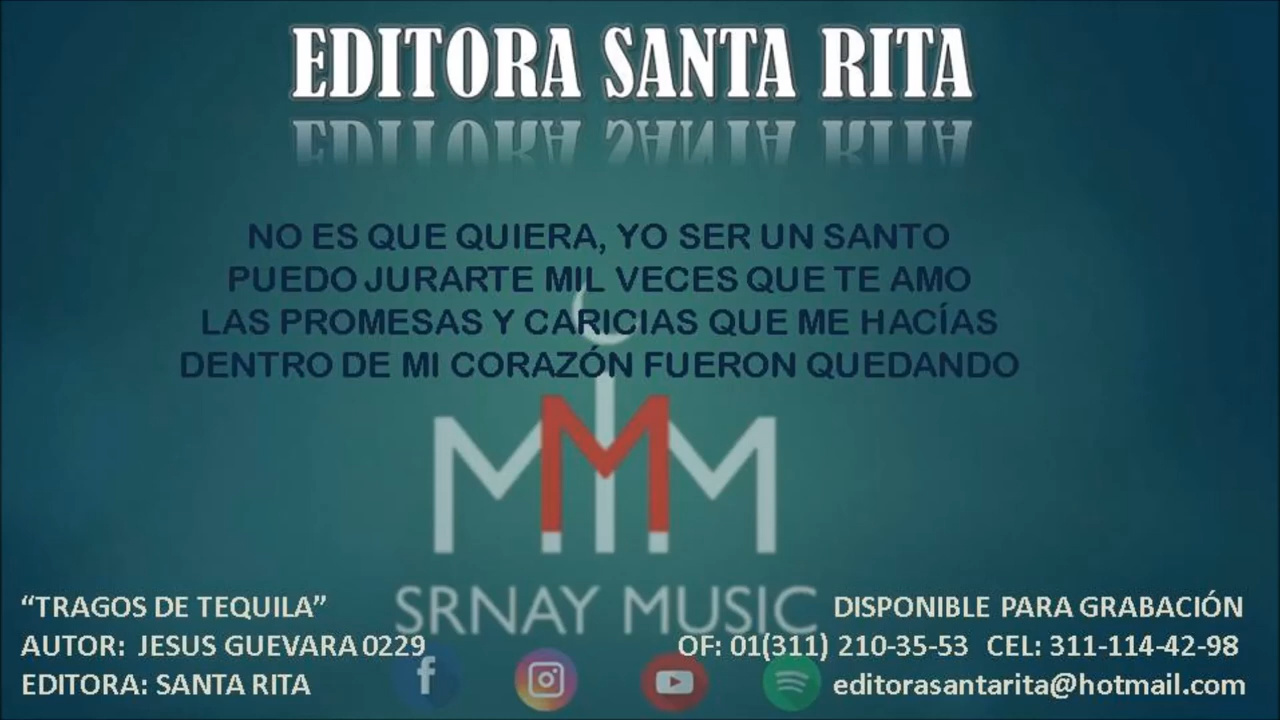 EDITORA SANTA RITA
NO ES QUE QUIERA, YO SER UN SANTO
PUEDO JURARTE MIL VECES QUE TE AMO
LAS PROMESAS Y CARICIAS QUE ME HACÍAS
DENTRO DE MI CORAZÓN FUERON QUEDANDO
SRNAY MUSIC
“TRAGOS DE TEQUILA”
AUTOR: JESUS GUEVARA 0229
EDITORA: SANTA RITA
DISPONIBLE PARA GRABACIÓN
OF: 01(311) 210-35-53 CEL: 311-114-42-98
editorasantarita@hotmail.com